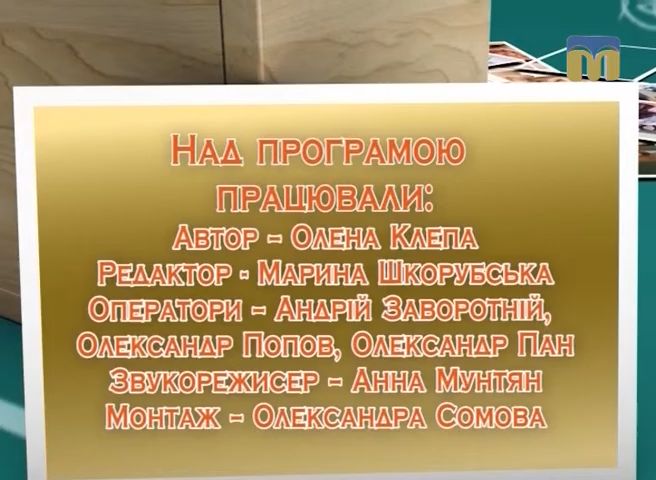 Над програмою
працювали:
Автор - Олена Клепа
Редактор - Марина Шкорубська
Оператори - Андрій Заворотній,
Олександр Попов, Олександр Пан
Звукорежисер - Анна Мунтян
Монтаж - Олександра Сомова